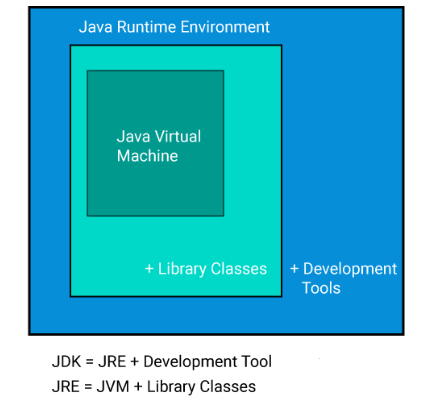 Java Runtime Environment
Java Virtual
Machine
+ Library Classes
+ Development
Tools
JDK = JRE + Development Tool
JRE = JVM + Library Classes